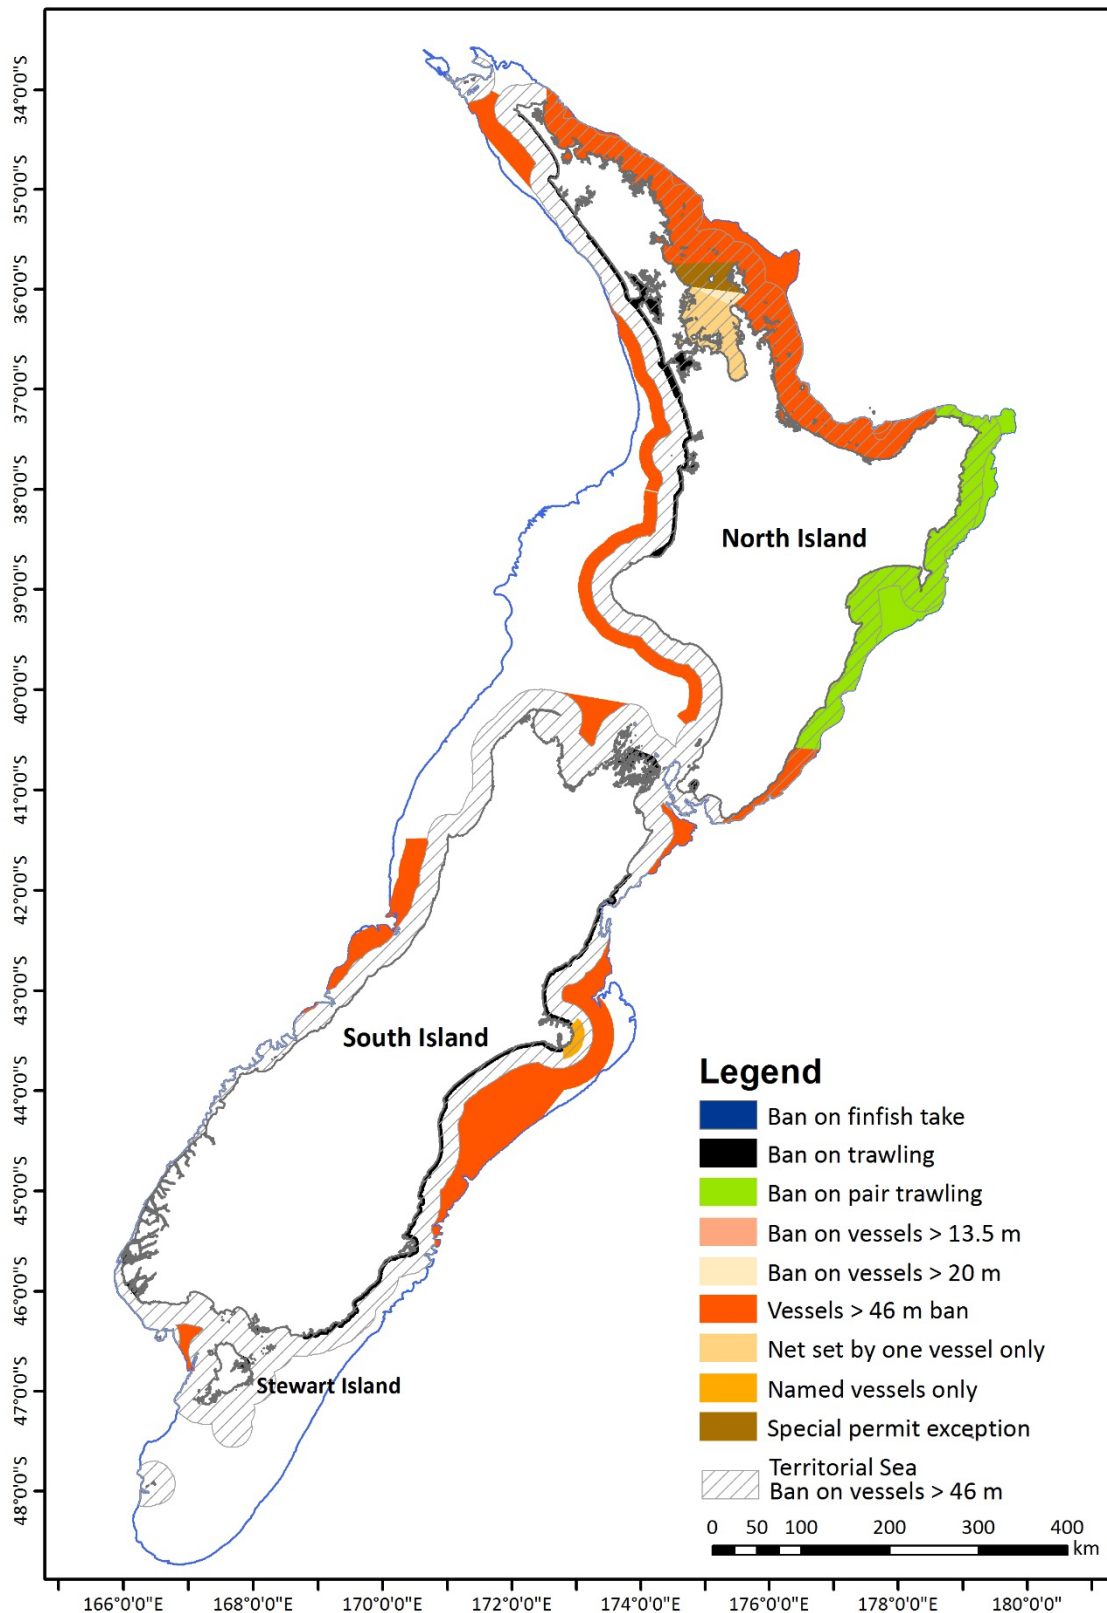 34°0'0"S
35°0'0"S
36°0'0"S
37°0'0"S
38°0'0"S
39°0'0"S
40°0'0"S
41°0'0"S
42°0'0"S
43°0'0"S
44°0'0"S
45°0'0"S
46°0'0"S
47°0'0"S
48°0'0"S
North Island
South Island
Stewart Island
Legend
Ban on finfish take
Ban on trawling
Ban on pair trawling
Ban on vessels > 13.5 m
Ban on vessels > 20 m
Vessels > 46 m ban
Net set by one vessel only
Named vessels only
Special permit exception
Territorial Sea
Ban on vessels > 46 m
0 50 100 200 300 400
km
166°0'0"E 168°0'0"E 170°0'0"E 172°0'0"E 174°0'0"E 176°0'0"E 178°0'0"E 180°0'0"